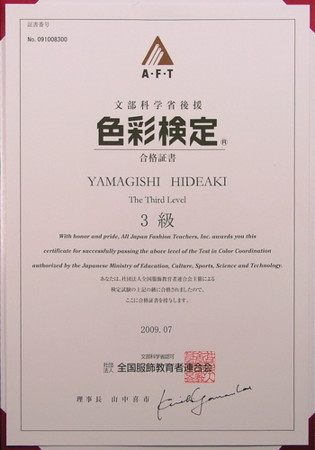 証書番号
No. 091008300
A・F・T
文部科学省後援
色彩検定®
合格証書
YAMAGISHI HIDEAKI
The Third Level
3 級
With honor and pride, All Japan Fashion Teachers, Inc. awards you this
certificate for successfully passing the above level of the Test in Color Coordination
authorized by the Japanese Ministry of Education, Culture, Sports, Science and Technology.
あなたは、社団法人全国服飾教育者連合会主催による
検定試験の上記の級に合格されましたので、
ここに合格証書を授与します。
2009. 07
文部科学省認可
社団法人 全国服飾教育者連合会
理事長 山中喜市